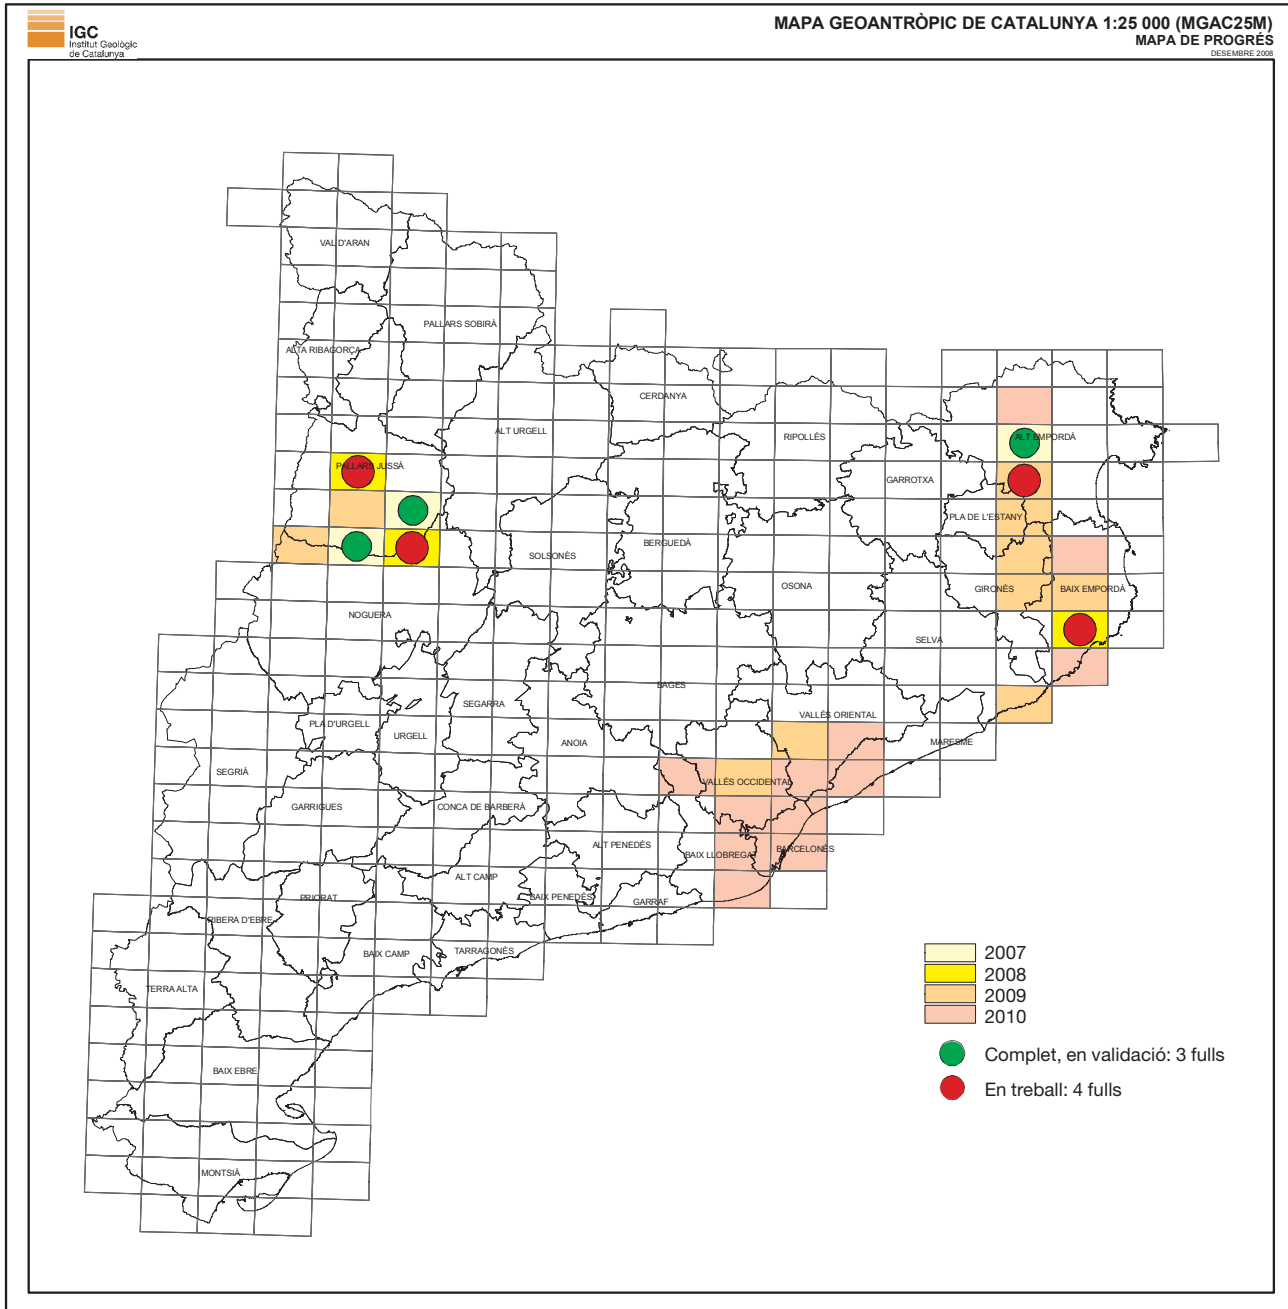 IGC
Institut Geològic
de Catalunya
MAPA GEOANTRÒPIC DE CATALUNYA 1:25 000 (MGAC25M)
MAPA DE PROGRÉS
DESEMBRE 2008
VAL D'ARAN
PALLARS SOBIRÀ
ALTA RIBAGORÇA
CERDANYA
ALT URGELL
RIPOLLÈS
ALT EMPORDÀ
PALLARS JUSSÀ
GARROTXA
PLA DE L'ESTANY
SOLSONÈS
BERGUEDÀ
OSONA
GIRONÈS
BAIX EMPORDÀ
NOGUERA
SELVA
BAGES
SEGARRA
VALLÈS ORIENTAL
PLA D'URGELL
URGELL
ANOIA
MARESME
SEGRIÀ
VALLÈS OCCIDENTAL
GARRIGUES
CONCA DE BARBERÀ
ALT PENEDÈS
BAIX LLOBREGAT
BARCELONÈS
ALT CAMP
PRIORAT
BAIX PENEDÈS
GARRAF
RIBERA D'EBRE
BAIX CAMP
TARRAGONÈS
TERRA ALTA
BAIX EBRE
MONTSIÀ
2007
2008
2009
2010
Complet, en validació: 3 fulls
En treball: 4 fulls